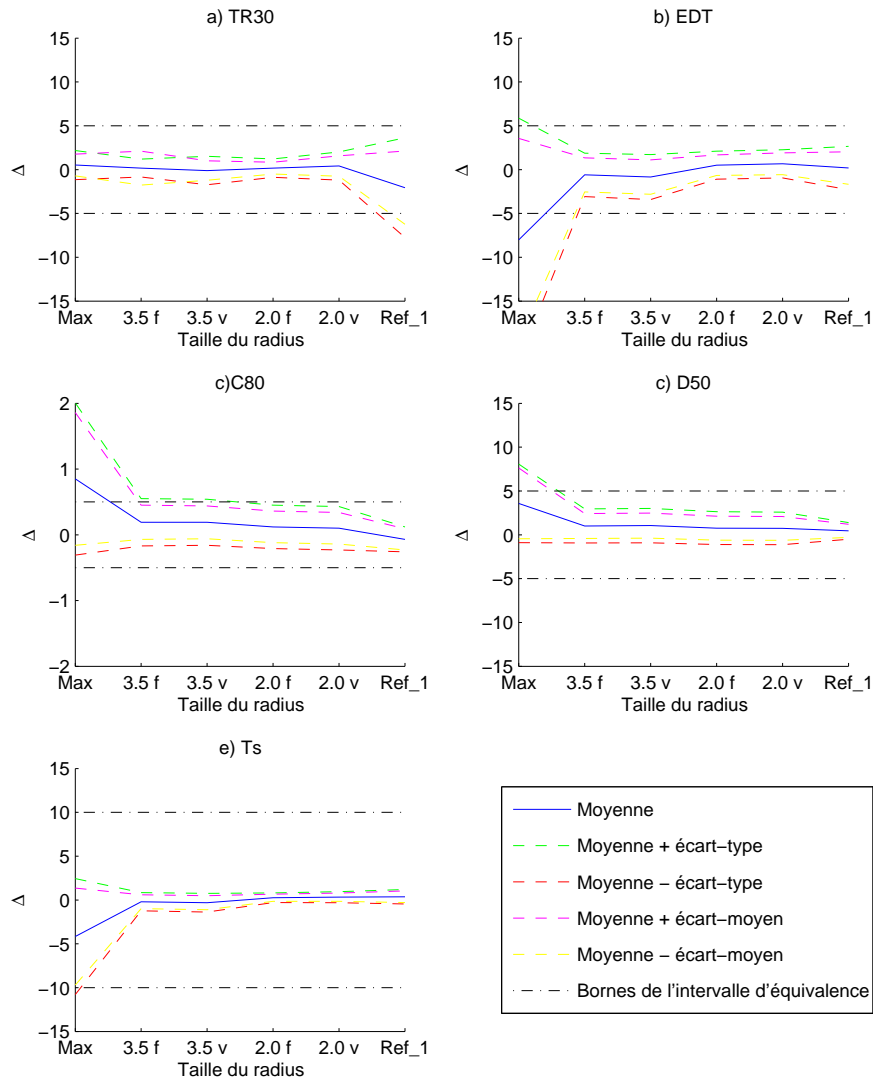 a) TR30
15
10
5
0
−5
−10
−15
Δ
Max 3.5 f 3.5 v 2.0 f 2.0 v Ref_1
Taille du radius
b) EDT
15
10
5
0
−5
−10
−15
Δ
Max 3.5 f 3.5 v 2.0 f 2.0 v Ref_1
Taille du radius
c)C80
2
1
0
−1
−2
Δ
Max 3.5 f 3.5 v 2.0 f 2.0 v Ref_1
Taille du radius
c) D50
15
10
5
0
−5
−10
−15
Δ
Max 3.5 f 3.5 v 2.0 f 2.0 v Ref_1
Taille du radius
e) Ts
15
10
5
0
−5
−10
−15
Δ
Max 3.5 f 3.5 v 2.0 f 2.0 v Ref_1
Taille du radius
Moyenne
Moyenne + écart−type
Moyenne − écart−type
Moyenne + écart−moyen
Moyenne − écart−moyen
Bornes de l'intervalle d'équivalence